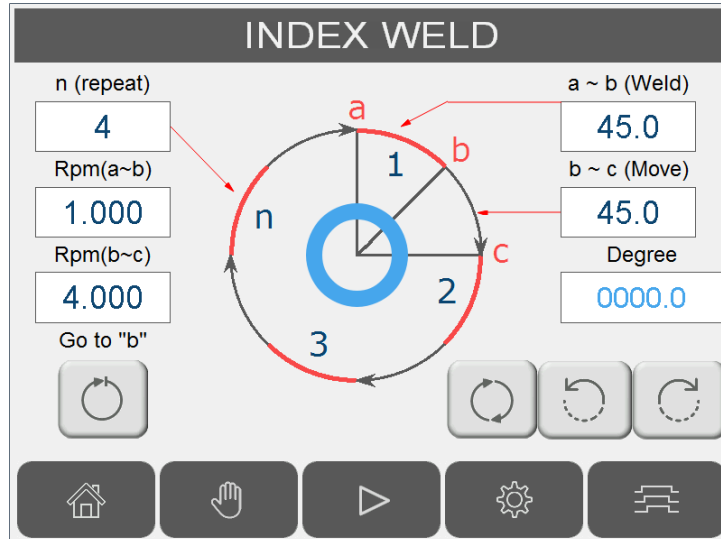 INDEX WELD
n (repeat)
4
Rpm(a~b)
1.000
Rpm(b~c)
4.000
Go to "b"
a
b
c
1
2
3
n
a ~ b (Weld)
45.0
b ~ c (Move)
45.0
Degree
0000.0